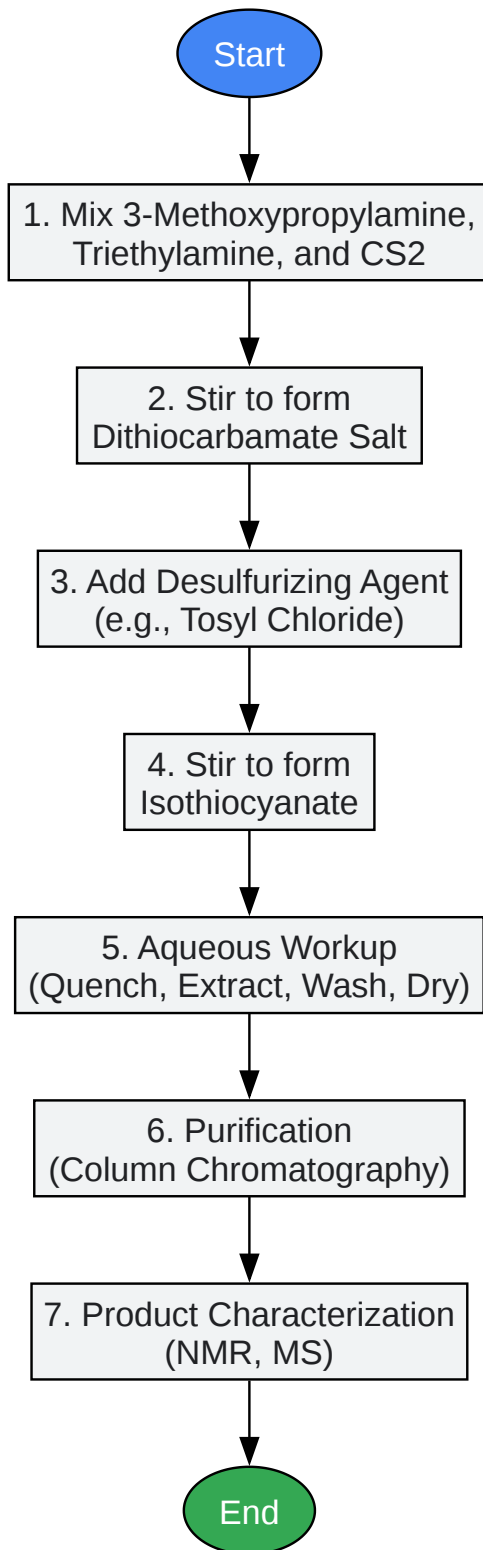 Start
1. Mix 3-Methoxypropylamine,
Triethylamine, and CS2
2. Stir to form
Dithiocarbamate Salt
3. Add Desulfurizing Agent
(e.g., Tosyl Chloride)
4. Stir to form
Isothiocyanate
5. Aqueous Workup
(Quench, Extract, Wash, Dry)
6. Purification
(Column Chromatography)
7. Product Characterization
(NMR, MS)
End